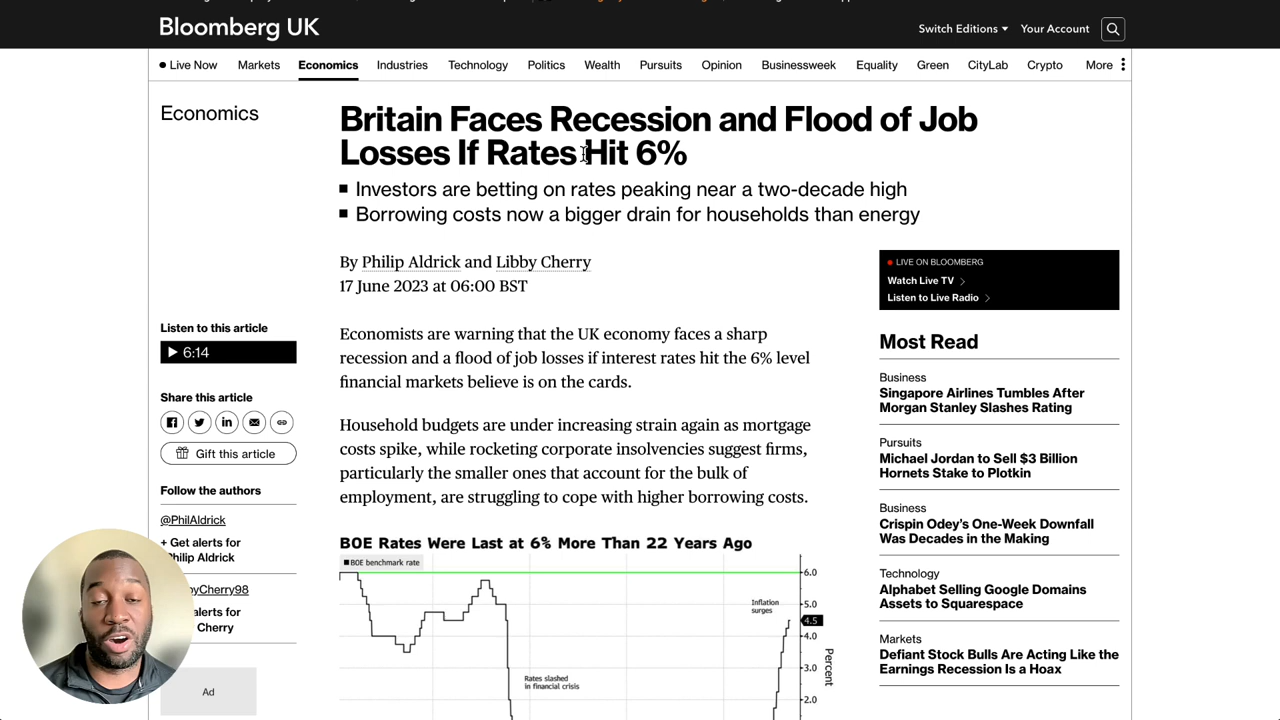 Bloomberg UK
Switch Editions
Your Account
Live Now
Markets
Economics
Industries
Technology
Politics
Wealth
Pursuits
Opinion
Businessweek
Equality
Green
CityLab
Crypto
More
Economics
Britain Faces Recession and Flood of Job
Losses If Rates Hit 6%
Investors are betting on rates peaking near a two-decade high
Borrowing costs now a bigger drain for households than energy
By Philip Aldrick and Libby Cherry
17 June 2023 at 06:00 BST
Listen to this article
6:14
Share this article
Gift this article
Follow the authors
@PhilAldrick
+ Get alerts for
Philip Aldrick
byCherry98
alerts for
Cherry
Ad
Economists are warning that the UK economy faces a sharp
recession and a flood of job losses if interest rates hit the 6% level
financial markets believe is on the cards.
Household budgets are under increasing strain again as mortgage
costs spike, while rocketing corporate insolvencies suggest firms,
particularly the smaller ones that account for the bulk of
employment, are struggling to cope with higher borrowing costs.
BOE Rates Were Last at 6% More Than 22 Years Ago
BOE benchmark rate
6.0
Inflation
surges
5.0
4.5
4.0
3.0
2.0
Percent
Rates slashed
in financial crisis
LIVE ON BLOOMBERG
Watch Live TV
Listen to Live Radio
Most Read
Business
Singapore Airlines Tumbles After
Morgan Stanley Slashes Rating
Pursuits
Michael Jordan to Sell $3 Billion
Hornets Stake to Plotkin
Business
Crispin Odey's One-Week Downfall
Was Decades in the Making
Technology
Alphabet Selling Google Domains
Assets to Squarespace
Markets
Defiant Stock Bulls Are Acting Like the
Earnings Recession Is a Hoax